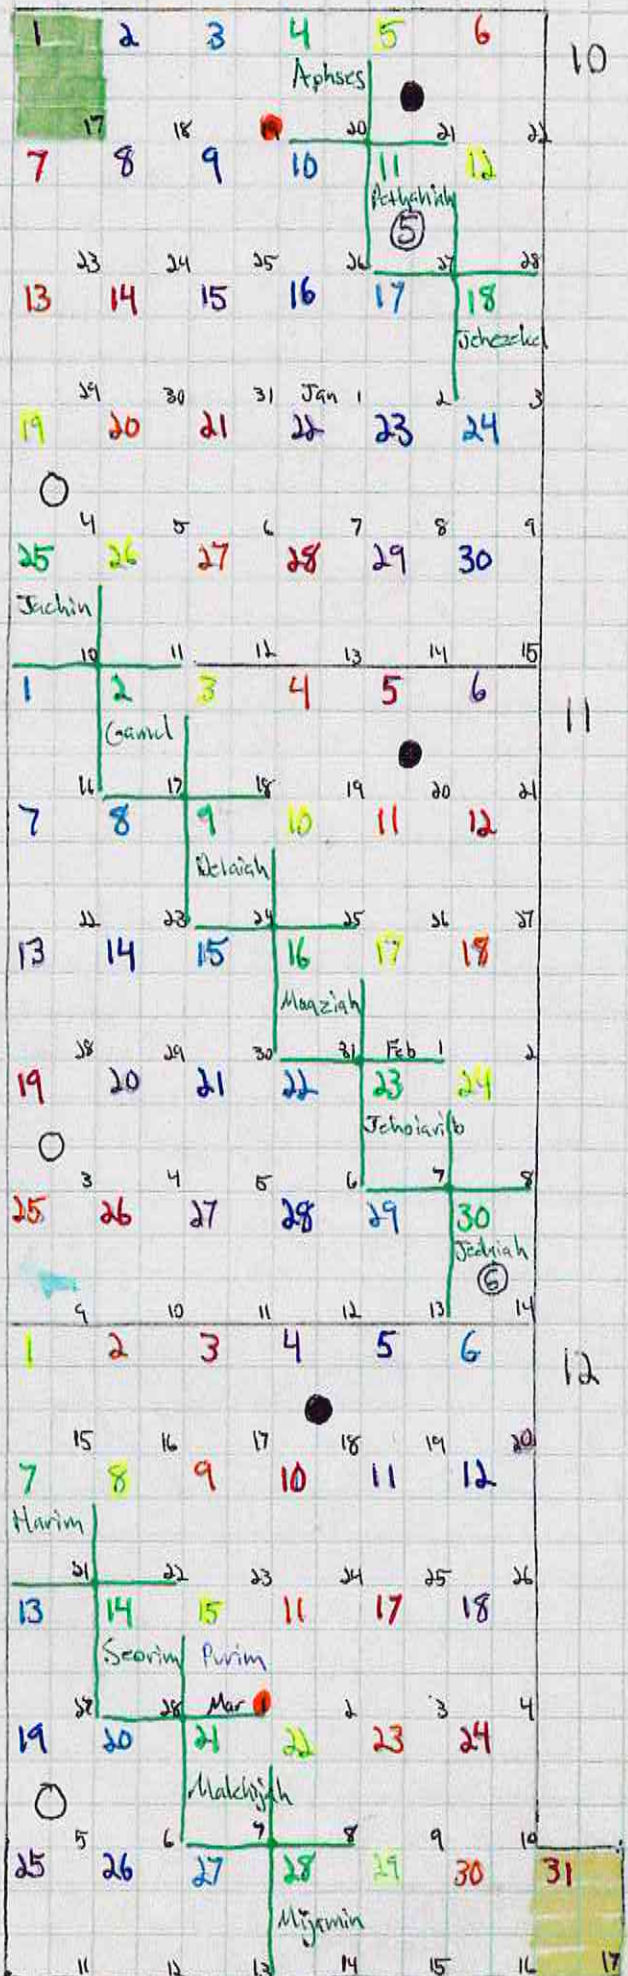 1 2 3 4 5 6 10
Aphses
17 18 19 20 21 22
7 8 9 10 11 12
Pethahiah
5
23 24 25 26 27 28
13 14 15 16 17 18
Jehezekel
29 30 31 Jan 1 2 3
19 20 21 22 23 24
4 5 6 7 8 9
25 26 27 28 29 30
Jachin
10 11 12 13 14 15
1 2 3 4 5 6 11
Gamul
16 17 18 19 20 21
7 8 9 10 11 12
Delaiah
22 23 24 25 26 27
13 14 15 16 17 18
Maaziah
28 29 30 31 Feb 1 2
19 20 21 22 23 24
Jehoiarib
3 4 5 6 7 8
25 26 27 28 29 30
Jedaiah
6
9 10 11 12 13 14
1 2 3 4 5 6 12
15 16 17 18 19 20
7 8 9 10 11 12
Harim
21 22 23 24 25 26
13 14 15 11 17 18
Seorim Purim
27 28 Mar 1 2 3 4
19 20 21 22 23 24
Malchijah
5 6 7 8 9 10
25 26 27 28 29 30 31
Mijamin
11 12 13 14 15 16 17